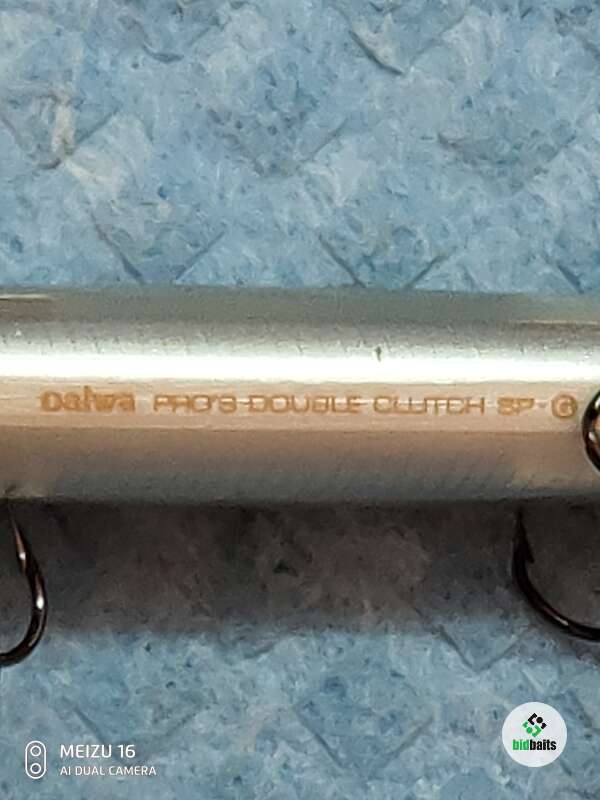 Daiwa PRO'S DOUBLE CLUTCH SP-G
MEIZU 16
AI DUAL CAMERA
bidbaits